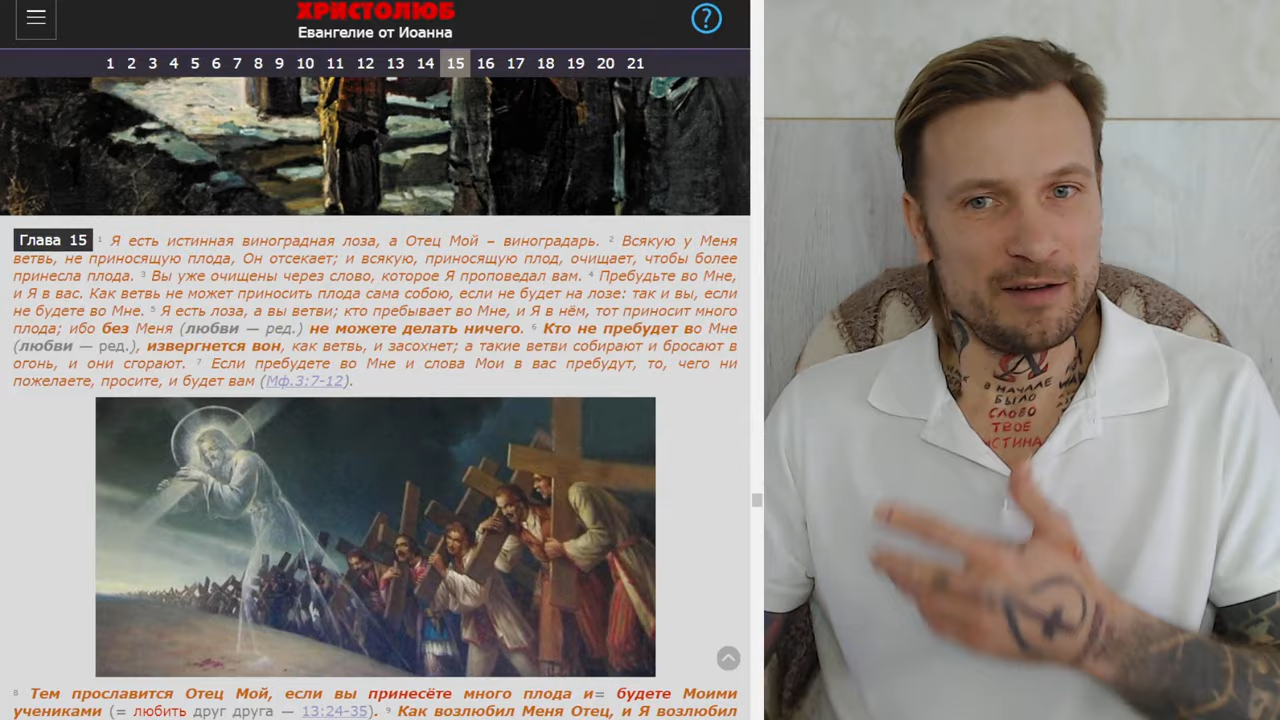 ХРИСТОЛЮБ
Евангелие от Иоанна
?
1 2 3 4 5 6 7 8 9 10 11 12 13 14 15 16 17 18 19 20 21
Глава 15 1 Я есть истинная виноградная лоза, а Отец Мой – виноградарь. 2 Всякую у Меня
ветвь, не приносящую плода, Он отсекает; и всякую, приносящую плод, очищает, чтобы более
принесла плода. 3 Вы уже очищены через слово, которое Я проповедал вам. 4 Пребудьте во Мне,
и Я в вас. Как ветвь не может приносить плода сама собою, если не будет на лозе: так и вы, если
не будете во Мне. 5 Я есть лоза, а вы ветви; кто пребывает во Мне, и Я в нём, тот приносит много
плода; ибо без Меня (любви — ред.) не можете делать ничего. 6 Кто не пребудет во Мне
(любви — ред.), извергнется вон, как ветвь, и засохнет; а такие ветви собирают и бросают в
огонь, и они сгорают. 7 Если пребудете во Мне и слова Мои в вас пребудут, то, чего ни
пожелаете, просите, и будет вам (Мф.3:7-12).
8 Тем прославится Отец Мой, если вы принесёте много плода и= будете Моими
учениками (= любить друг друга — 13:24-35). 9 Как возлюбил Меня Отец, и Я возлюбил
В НАЧАЛЕ
БЫЛО
СЛОВО
ТВОЕ
ИСТИНА